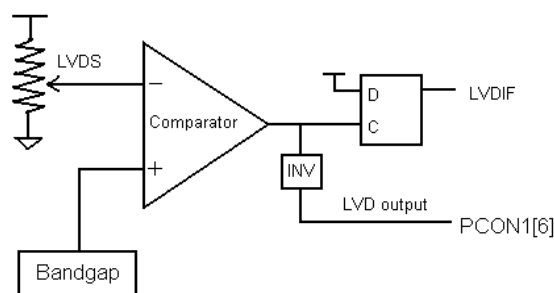 LVDS
−
Comparator
+
D
C
LVDIF
INV
LVD output
PCON1[6]
Bandgap